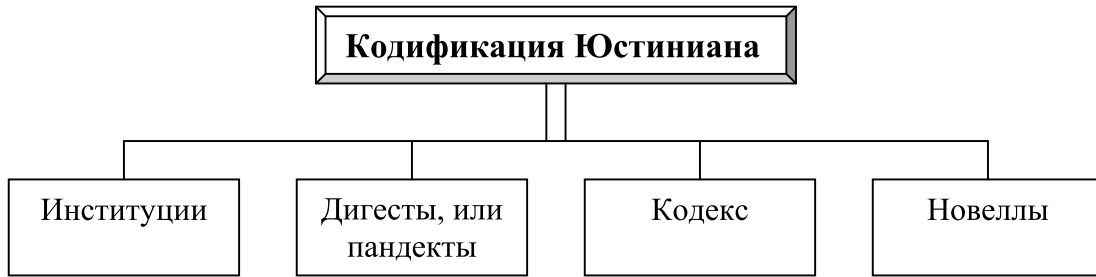 Кодификация Юстиниана
Институции
Дигесты, или
пандекты
Кодекс
Новеллы